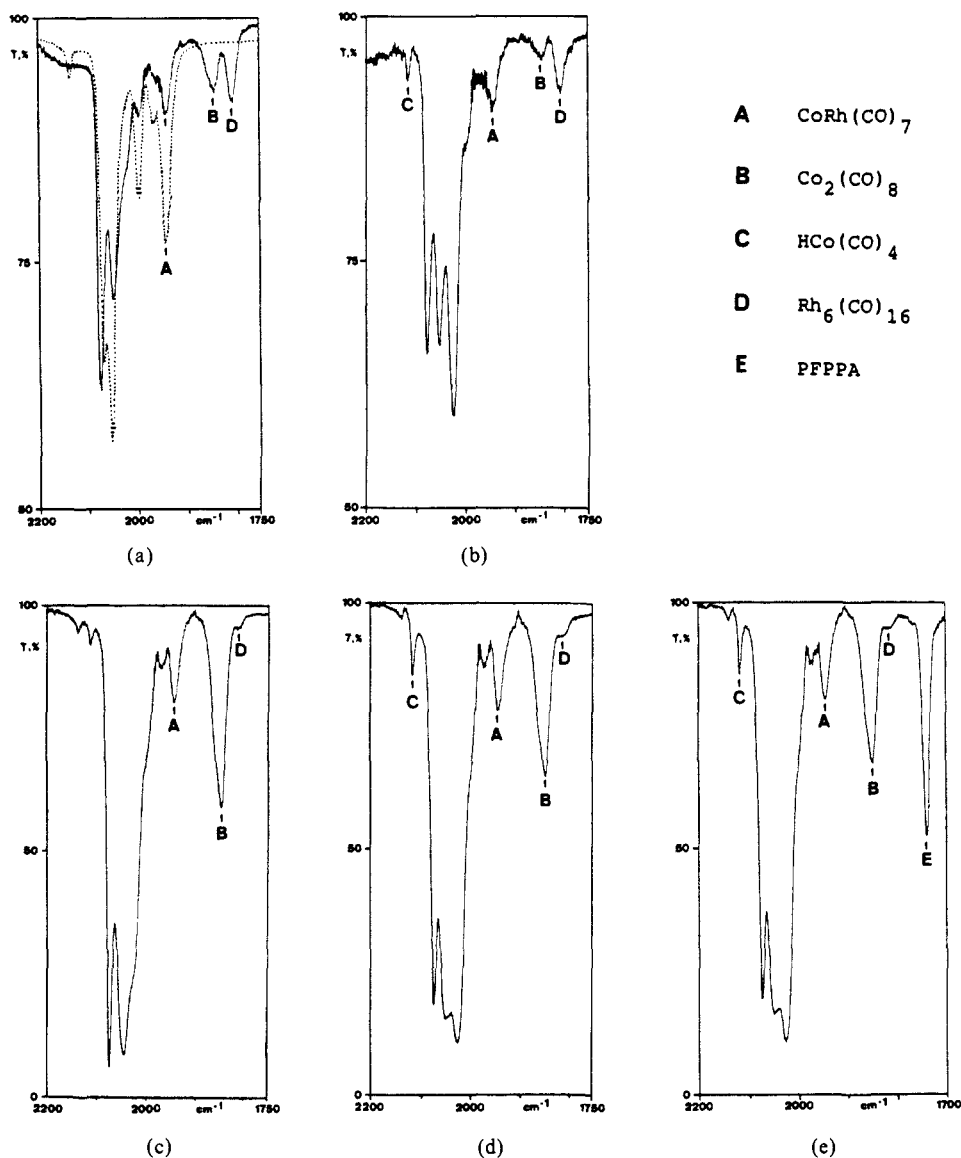 100
T,%
75
50
2200
2000
cm⁻¹
1750
A
B
D
(a)
100
T,%
75
50
2200
2000
cm⁻¹
1750
C
A
B
D
(b)
A CoRh(CO)₇
B Co₂(CO)₈
C HCo(CO)₄
D Rh₆(CO)₁₆
E PFPPA
100
T,%
50
0
2200
2000
cm⁻¹
1750
A
B
D
(c)
100
T,%
50
0
2200
2000
cm⁻¹
1750
C
A
B
D
(d)
100
T,%
50
0
2200
2000
cm⁻¹
1700
C
A
B
D
E
(e)